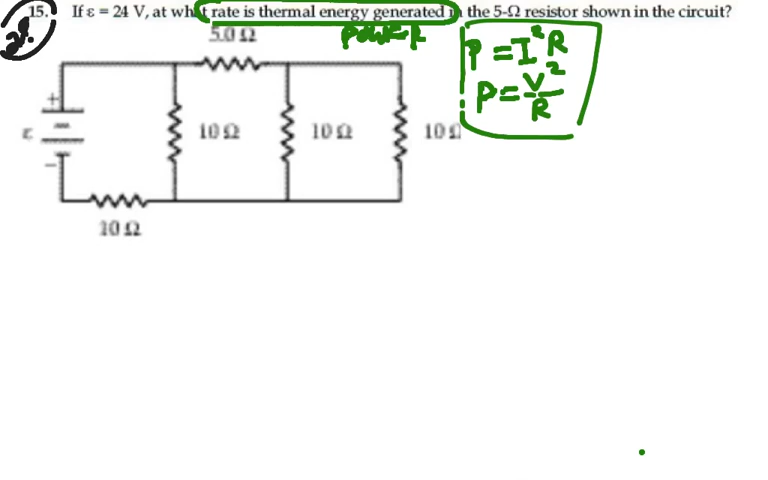 15. If ε = 24 V, at what rate is thermal energy generated in the 5-Ω resistor shown in the circuit?
5.0 Ω
Power
P = I²R
P = V²/R
+
ε
10 Ω
10 Ω
10 Ω
−
10 Ω